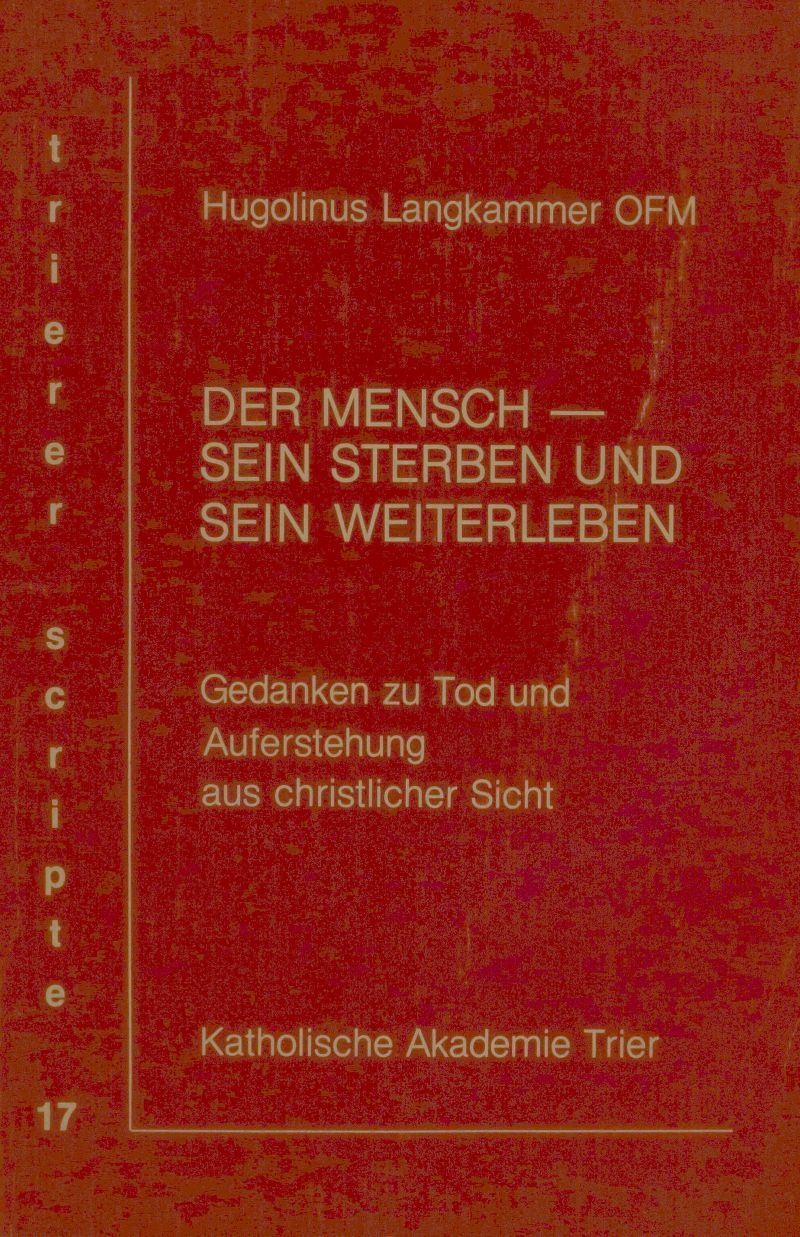 trierer scripte
17
Hugolinus Langkammer OFM
DER MENSCH —
SEIN STERBEN UND
SEIN WEITERLEBEN
Gedanken zu Tod und
Auferstehung
aus christlicher Sicht
Katholische Akademie Trier